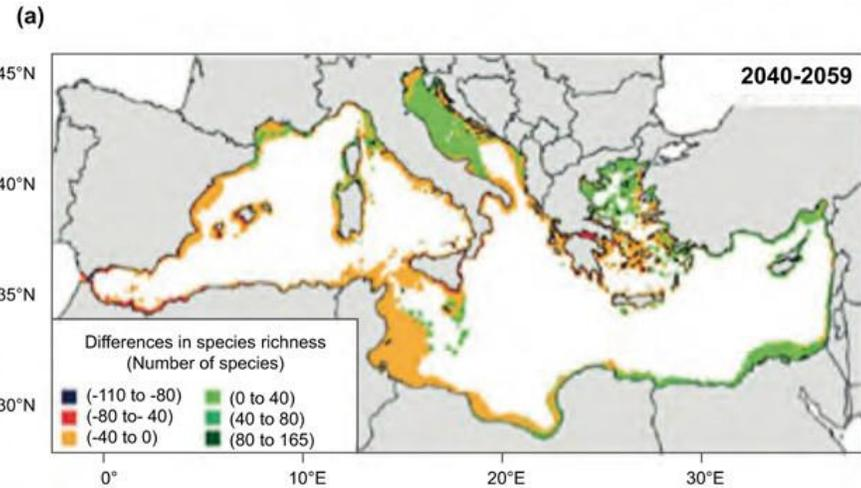 (a)
2040-2059
45°N
40°N
35°N
30°N
Differences in species richness
(Number of species)
(-110 to -80)
(-80 to- 40)
(-40 to 0)
(0 to 40)
(40 to 80)
(80 to 165)
0°
10°E
20°E
30°E